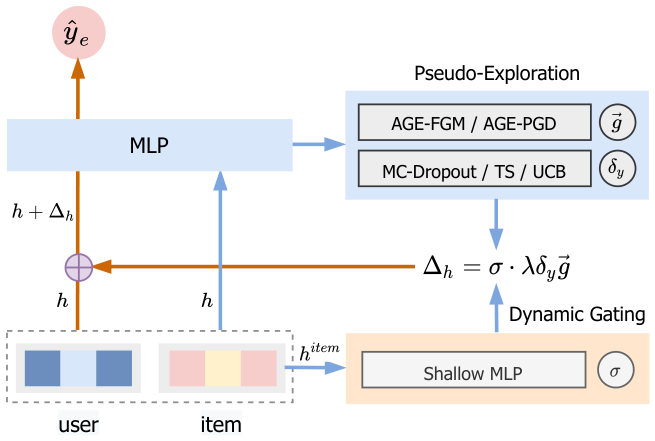 ŷₑ
Pseudo-Exploration
AGE-FGM / AGE-PGD
g⃗
MLP
MC-Dropout / TS / UCB
δ_y
h + Δ_h
Δ_h = σ · λδ_y g⃗
h
h
Dynamic Gating
h^{item}
Shallow MLP
σ
user
item